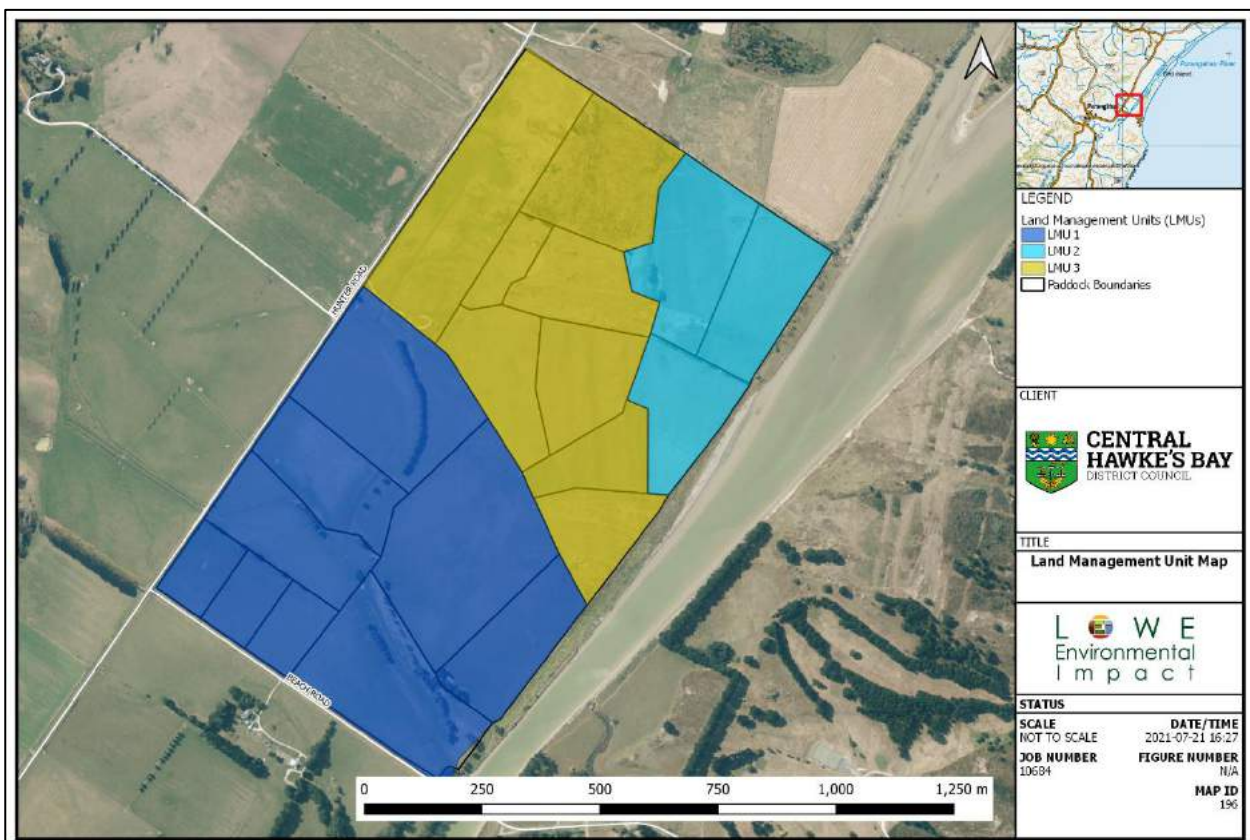 HUNTER ROAD
BEACH ROAD
0 250 500 750 1,000 1,250 m
Porangahau River
LEGEND
Land Management Units (LMUs)
LMU 1
LMU 2
LMU 3
Paddock Boundaries
CLIENT
CENTRAL
HAWKE'S BAY
DISTRICT COUNCIL
TITLE
Land Management Unit Map
LOWE
Environmental
Impact
STATUS
SCALE DATE/TIME
NOT TO SCALE 2021-07-21 16:27
JOB NUMBER FIGURE NUMBER
10684 N/A
MAP ID
196